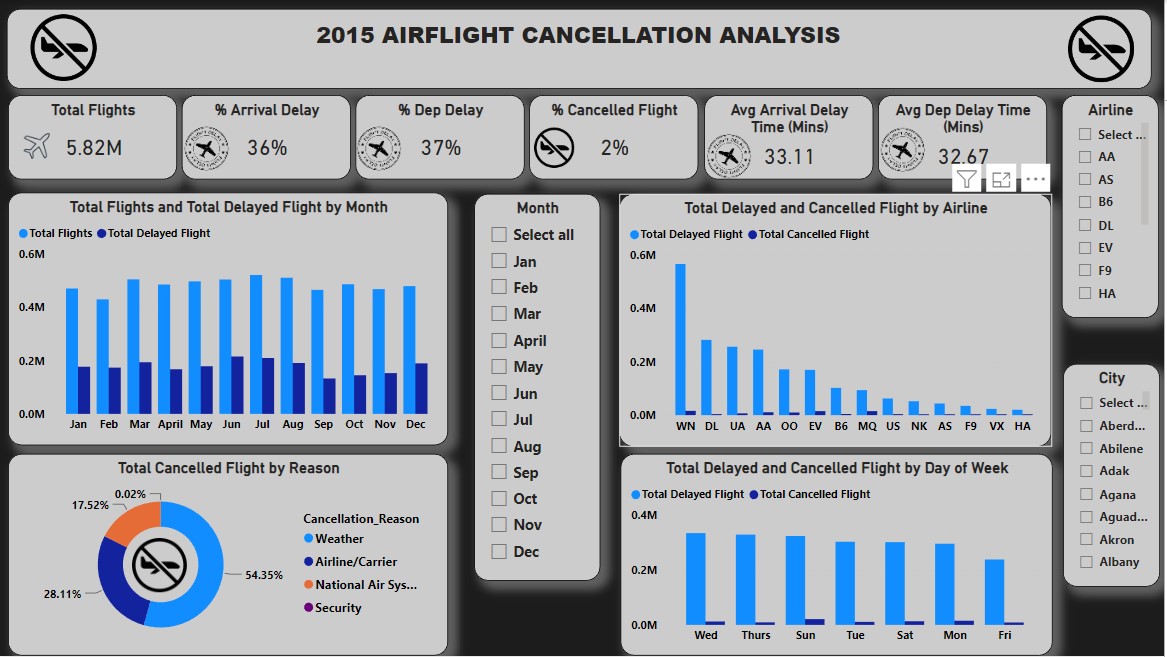 2015 AIRFLIGHT CANCELLATION ANALYSIS
Total Flights
5.82M
% Arrival Delay
36%
% Dep Delay
37%
% Cancelled Flight
2%
Avg Arrival Delay
Time (Mins)
33.11
Avg Dep Delay Time
(Mins)
32.67
Airline
Select ...
AA
AS
B6
DL
EV
F9
HA
Total Flights and Total Delayed Flight by Month
Total Flights Total Delayed Flight
0.6M
0.4M
0.2M
0.0M
Jan Feb Mar April May Jun Jul Aug Sep Oct Nov Dec
Month
Select all
Jan
Feb
Mar
April
May
Jun
Jul
Aug
Sep
Oct
Nov
Dec
Total Delayed and Cancelled Flight by Airline
Total Delayed Flight Total Cancelled Flight
0.6M
0.4M
0.2M
0.0M
WN DL UA AA OO EV B6 MQ US NK AS F9 VX HA
City
Select ...
Aberd...
Abilene
Adak
Agana
Aguad...
Akron
Albany
Total Cancelled Flight by Reason
0.02%
17.52%
28.11%
54.35%
Cancellation_Reason
Weather
Airline/Carrier
National Air Sys...
Security
Total Delayed and Cancelled Flight by Day of Week
Total Delayed Flight Total Cancelled Flight
0.4M
0.2M
0.0M
Wed Thurs Sun Tue Sat Mon Fri